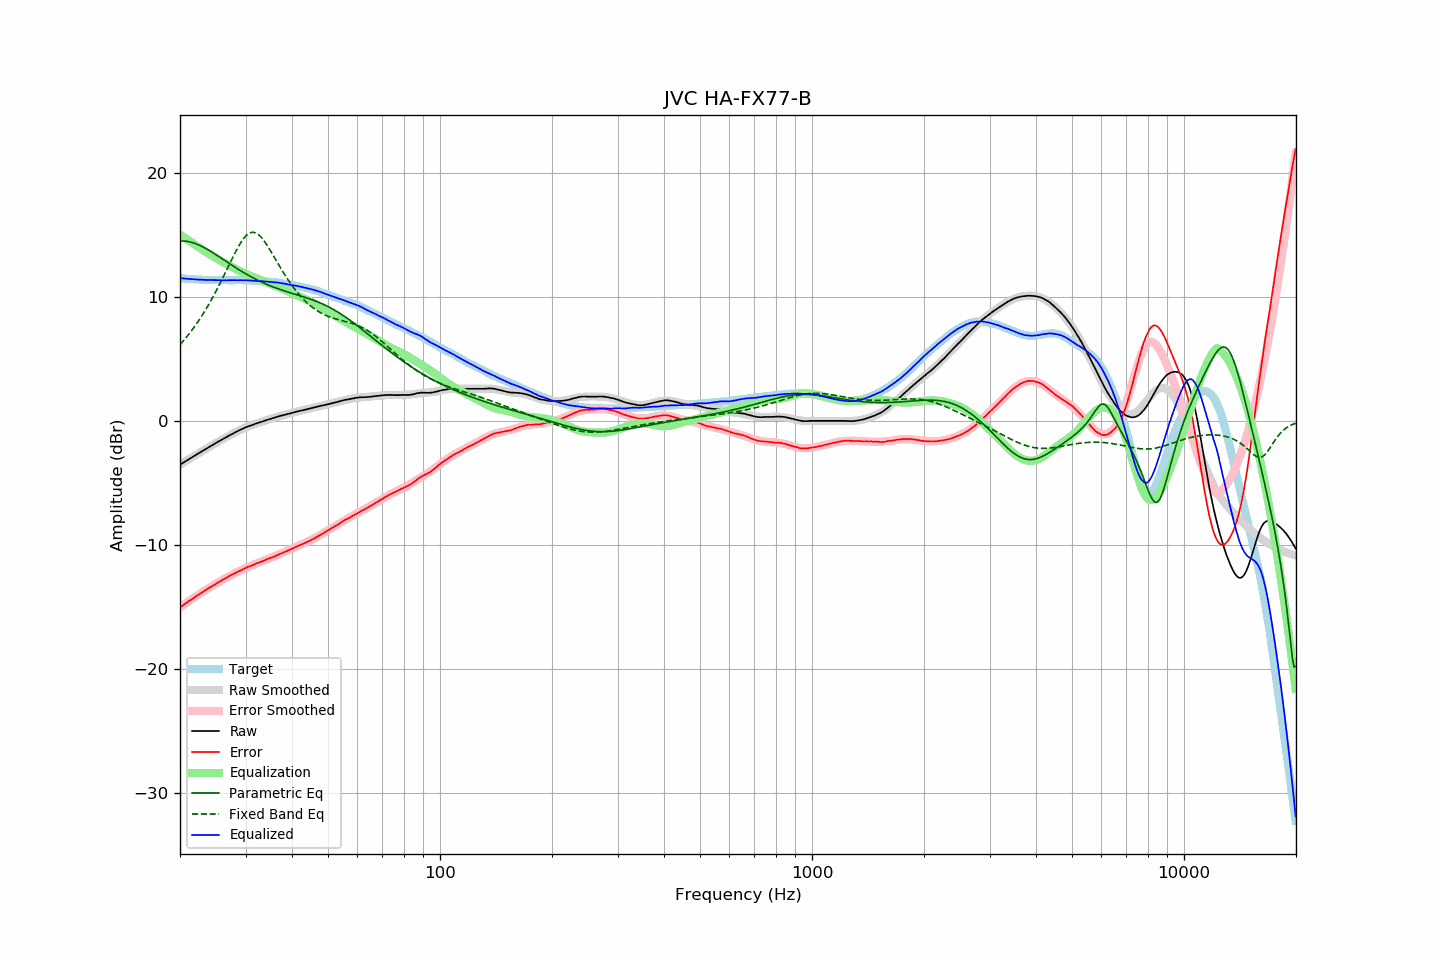 JVC HA-FX77-B
Amplitude (dBr)
20
10
0
−10
−20
−30
Target
Raw Smoothed
Error Smoothed
Raw
Error
Equalization
Parametric Eq
Fixed Band Eq
Equalized
100
1000
10000
Frequency (Hz)